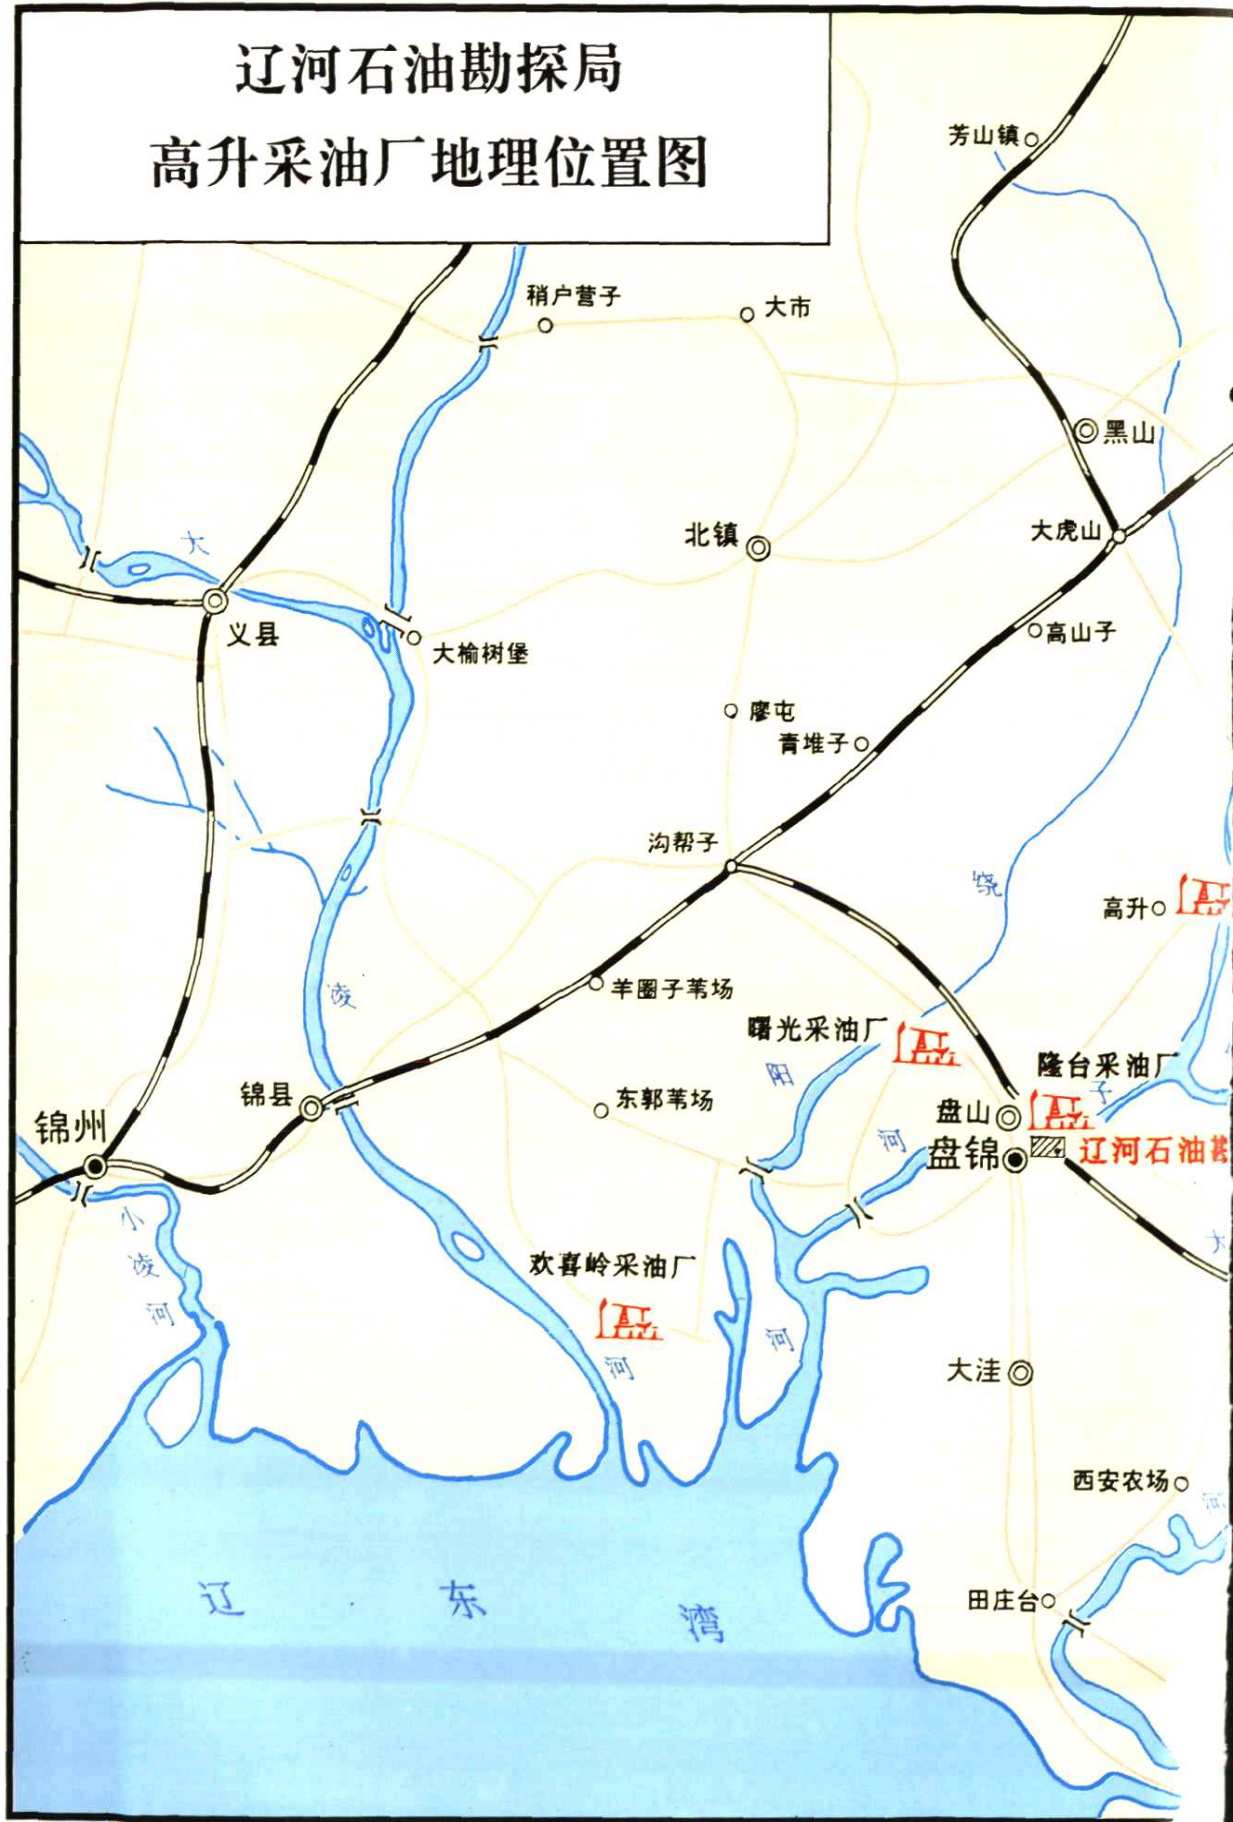 辽河石油勘探局
高升采油厂地理位置图
芳山镇
稍户营子
大市
黑山
大
北镇
大虎山
义县
高山子
大榆树堡
廖屯
青堆子
沟帮子
绕
高升
羊圈子苇场
凌
曙光采油厂
隆台采油厂
阳
锦县
东郭苇场
盘山
子
锦州
河
盘锦
辽河石油
小
凌
河
欢喜岭采油厂
河
河
大洼
西安农场
河
辽东湾
田庄台